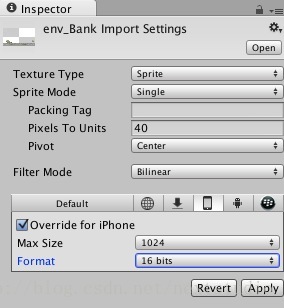 Inspector
env_Bank Import Settings
Open
Texture Type Sprite
Sprite Mode Single
Packing Tag
Pixels To Units 40
Pivot Center
Filter Mode Bilinear
Default
Override for iPhone
Max Size 1024
Format 16 bits
Revert Apply